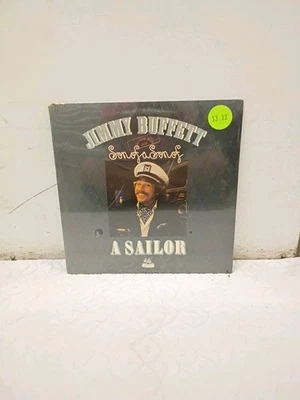 JIMMY BUFFETT
Son of a Son of
A SAILOR